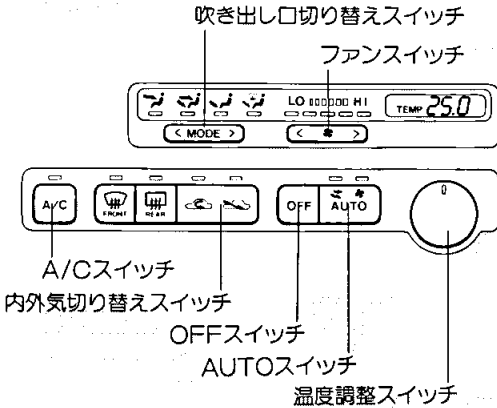 吹き出し口切り替えスイッチ
ファンスイッチ
LO HI TEMP 25.0
< MODE > < >
A/C FRONT REAR OFF AUTO
A/Cスイッチ
内外気切り替えスイッチ
OFFスイッチ
AUTOスイッチ
温度調整スイッチ